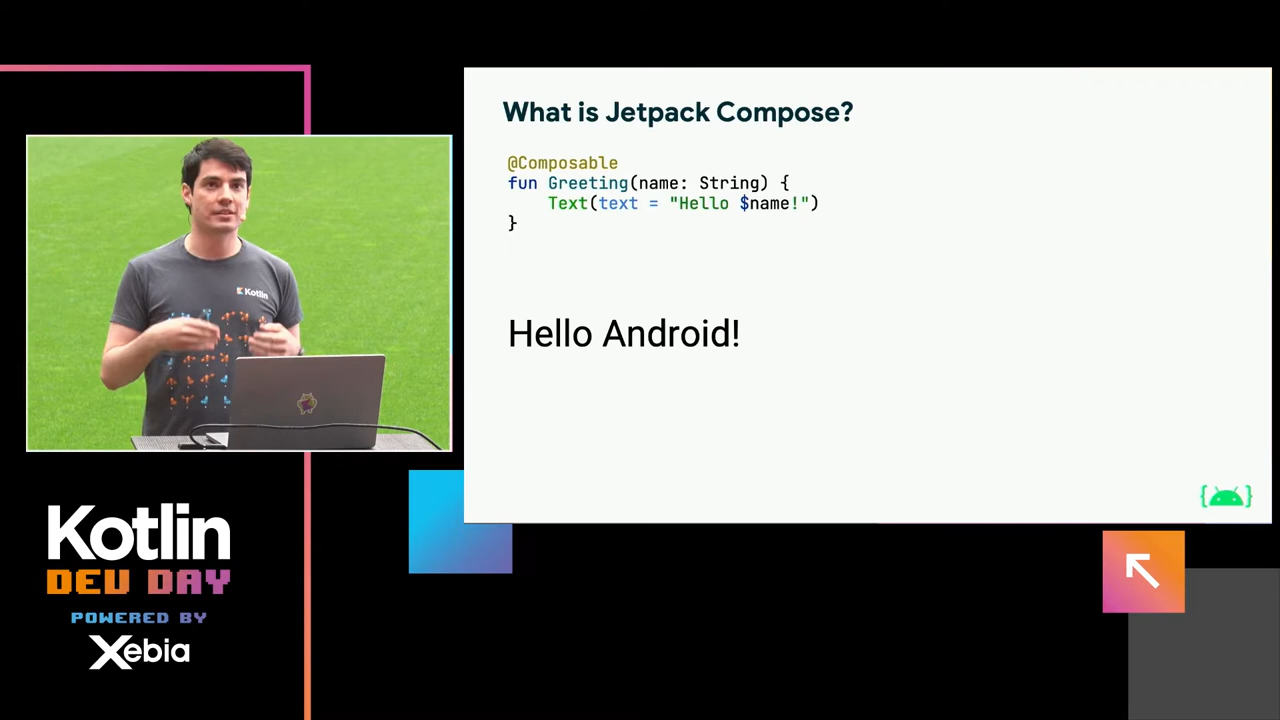 What is Jetpack Compose?
@Composable
fun Greeting(name: String) {
    Text(text = "Hello $name!")
}
Hello Android!
Kotlin
Kotlin
DEV DAY
POWERED BY
Xebia